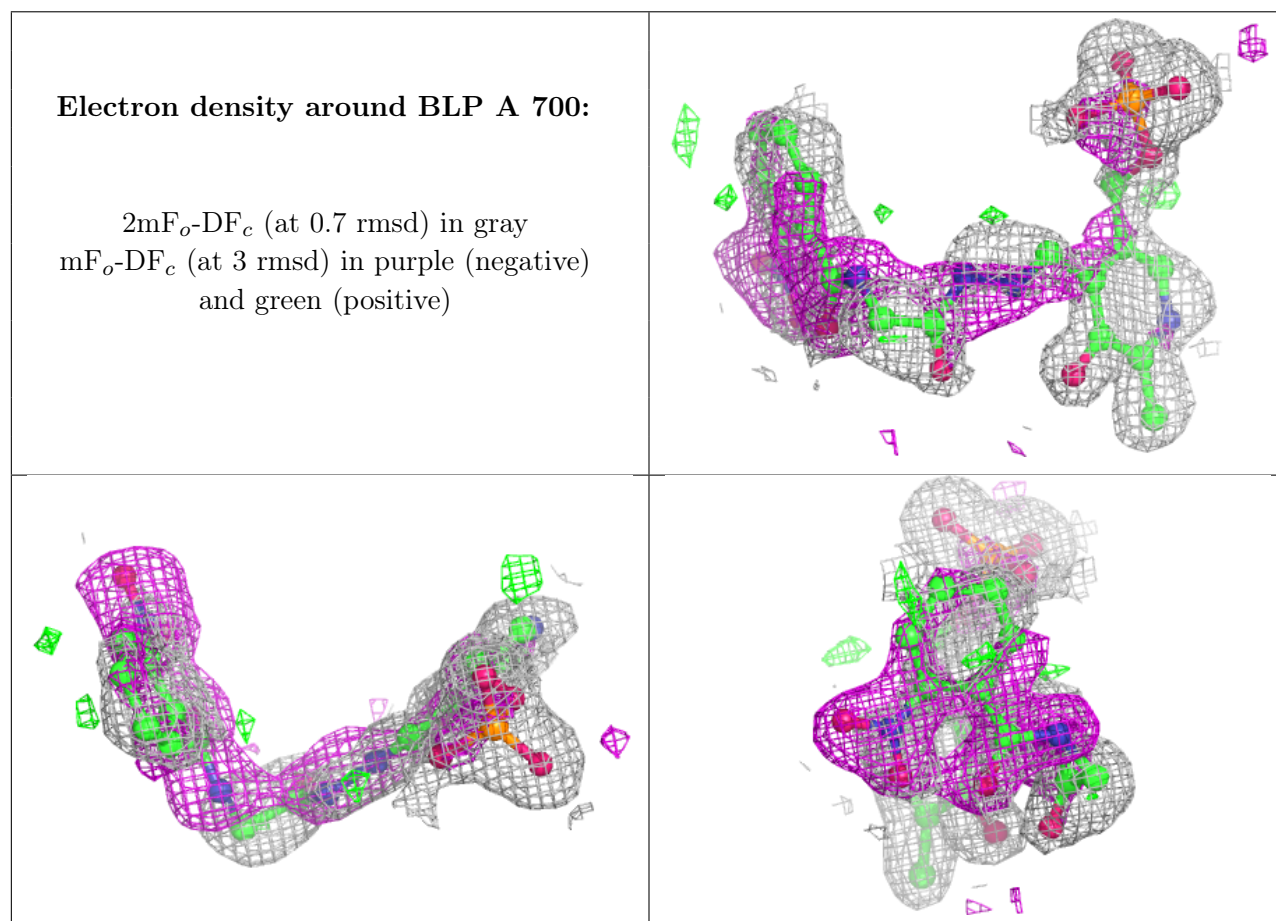 Electron density around BLP A 700:
2mFₒ-DF𝑐 (at 0.7 rmsd) in gray
mFₒ-DF𝑐 (at 3 rmsd) in purple (negative)
and green (positive)